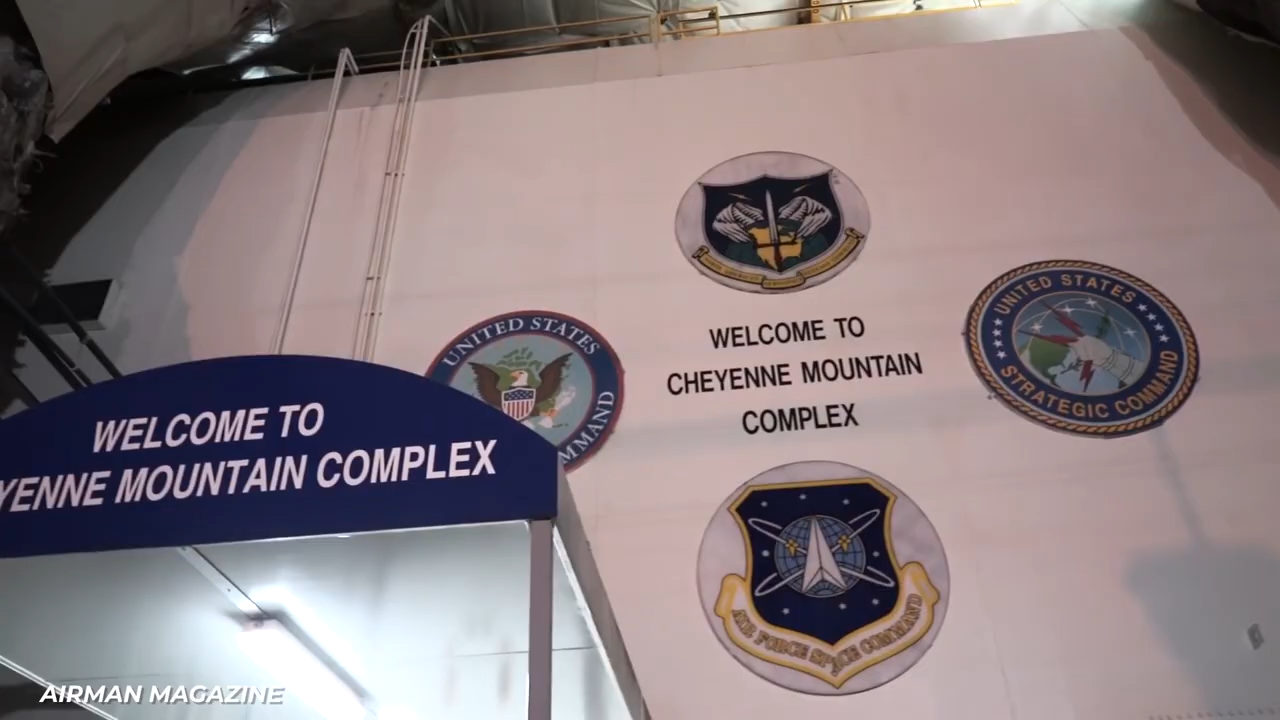 WELCOME TO
CHEYENNE MOUNTAIN
COMPLEX
UNITED STATES
STRATEGIC COMMAND
UNITED STATES
MMAND
WELCOME TO
YENNE MOUNTAIN COMPLEX
AIR FORCE SPACE COMMAND
AIRMAN MAGAZINE